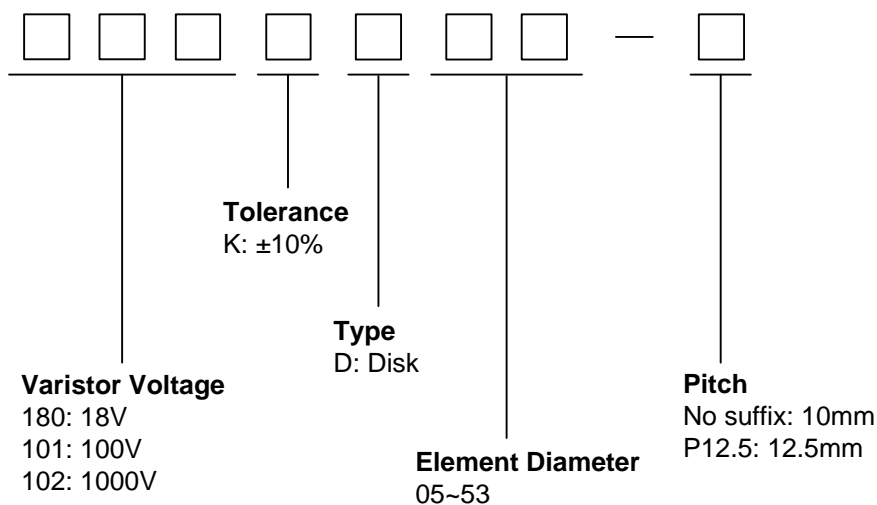 Tolerance
K: ±10%
Type
D: Disk
Varistor Voltage
180: 18V
101: 100V
102: 1000V
Element Diameter
05~53
Pitch
No suffix: 10mm
P12.5: 12.5mm